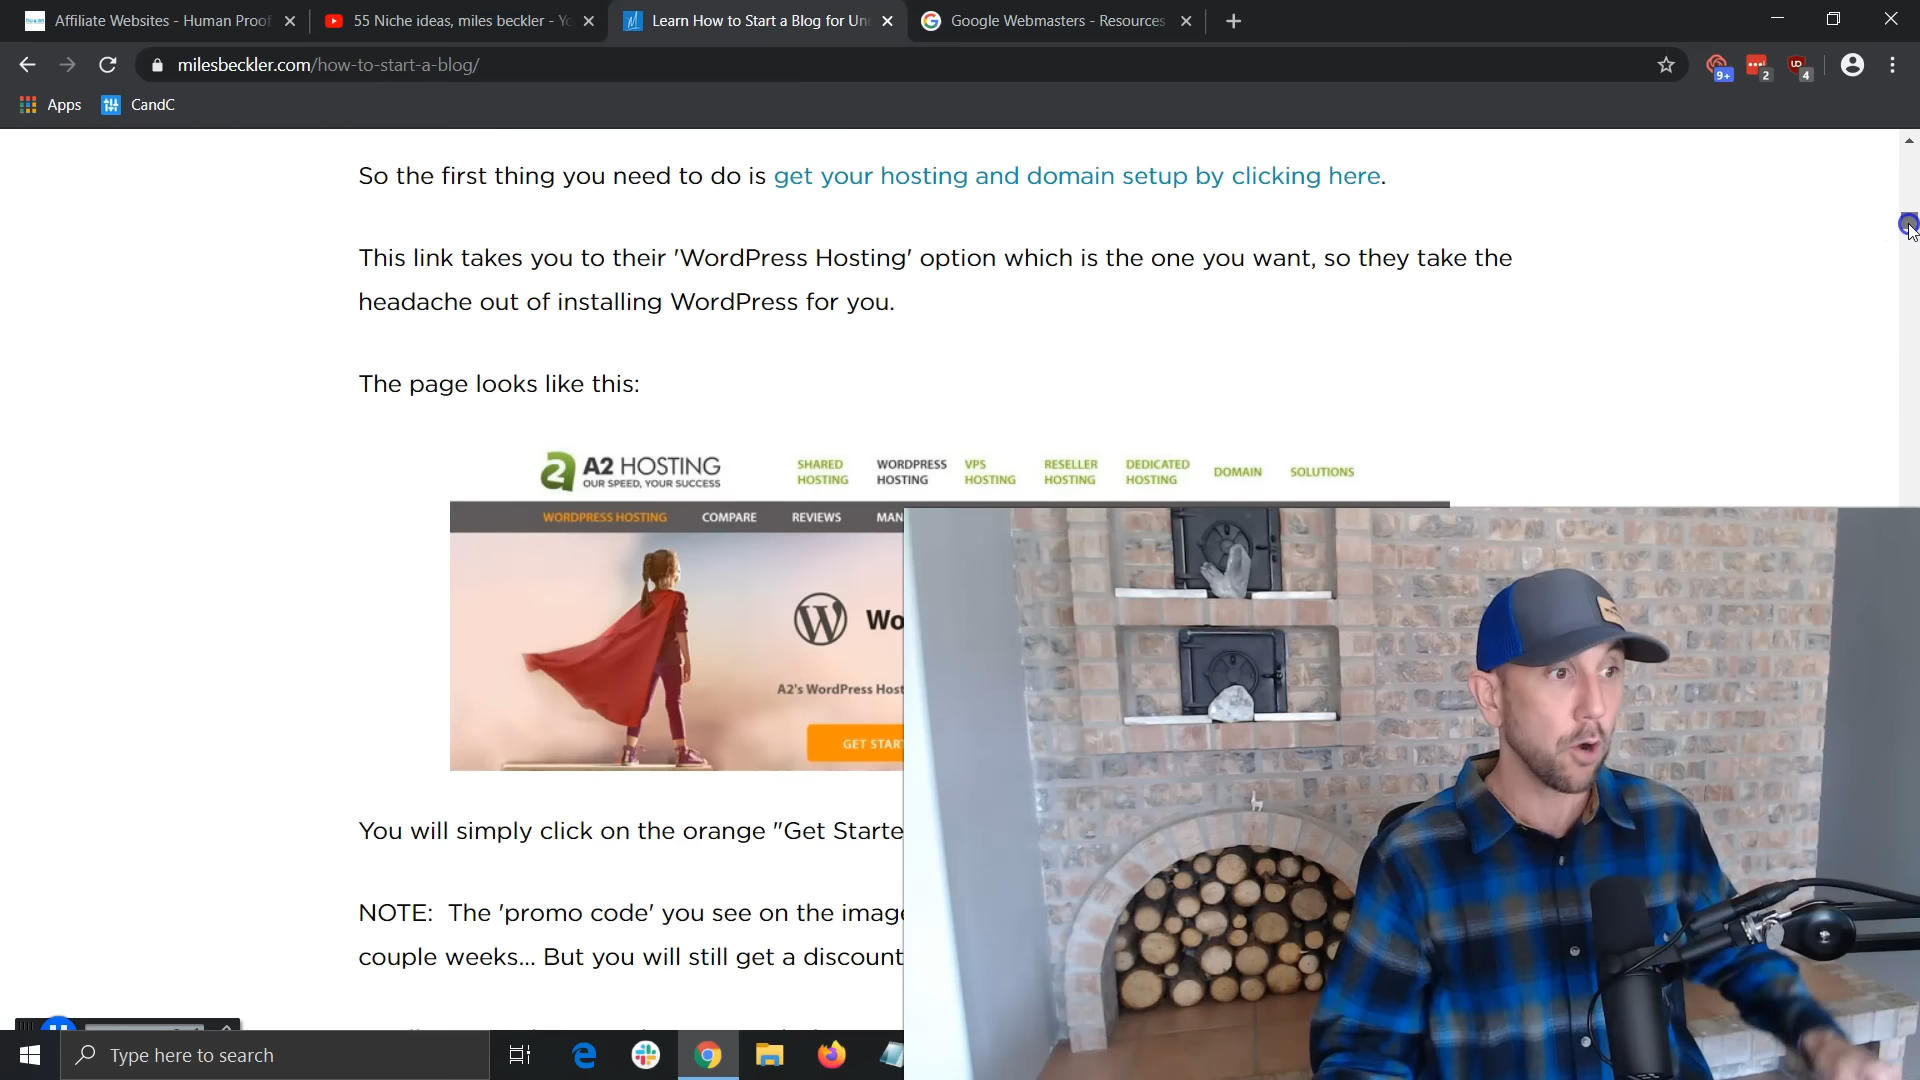 Affiliate Websites - Human Proof
55 Niche ideas, miles beckler - Yo
Learn How to Start a Blog for Un
Google Webmasters - Resources
milesbeckler.com/how-to-start-a-blog/
9+
2
4
Apps
CandC
So the first thing you need to do is get your hosting and domain setup by clicking here.
This link takes you to their 'WordPress Hosting' option which is the one you want, so they take the
headache out of installing WordPress for you.
The page looks like this:
A2 HOSTING
OUR SPEED, YOUR SUCCESS
SHARED HOSTING
WORDPRESS HOSTING
VPS HOSTING
RESELLER HOSTING
DEDICATED HOSTING
DOMAIN
SOLUTIONS
WORDPRESS HOSTING COMPARE REVIEWS MAN
Wo
A2's WordPress Host
GET START
You will simply click on the orange "Get Starte
NOTE: The 'promo code' you see on the image
couple weeks... But you will still get a discount
Type here to search